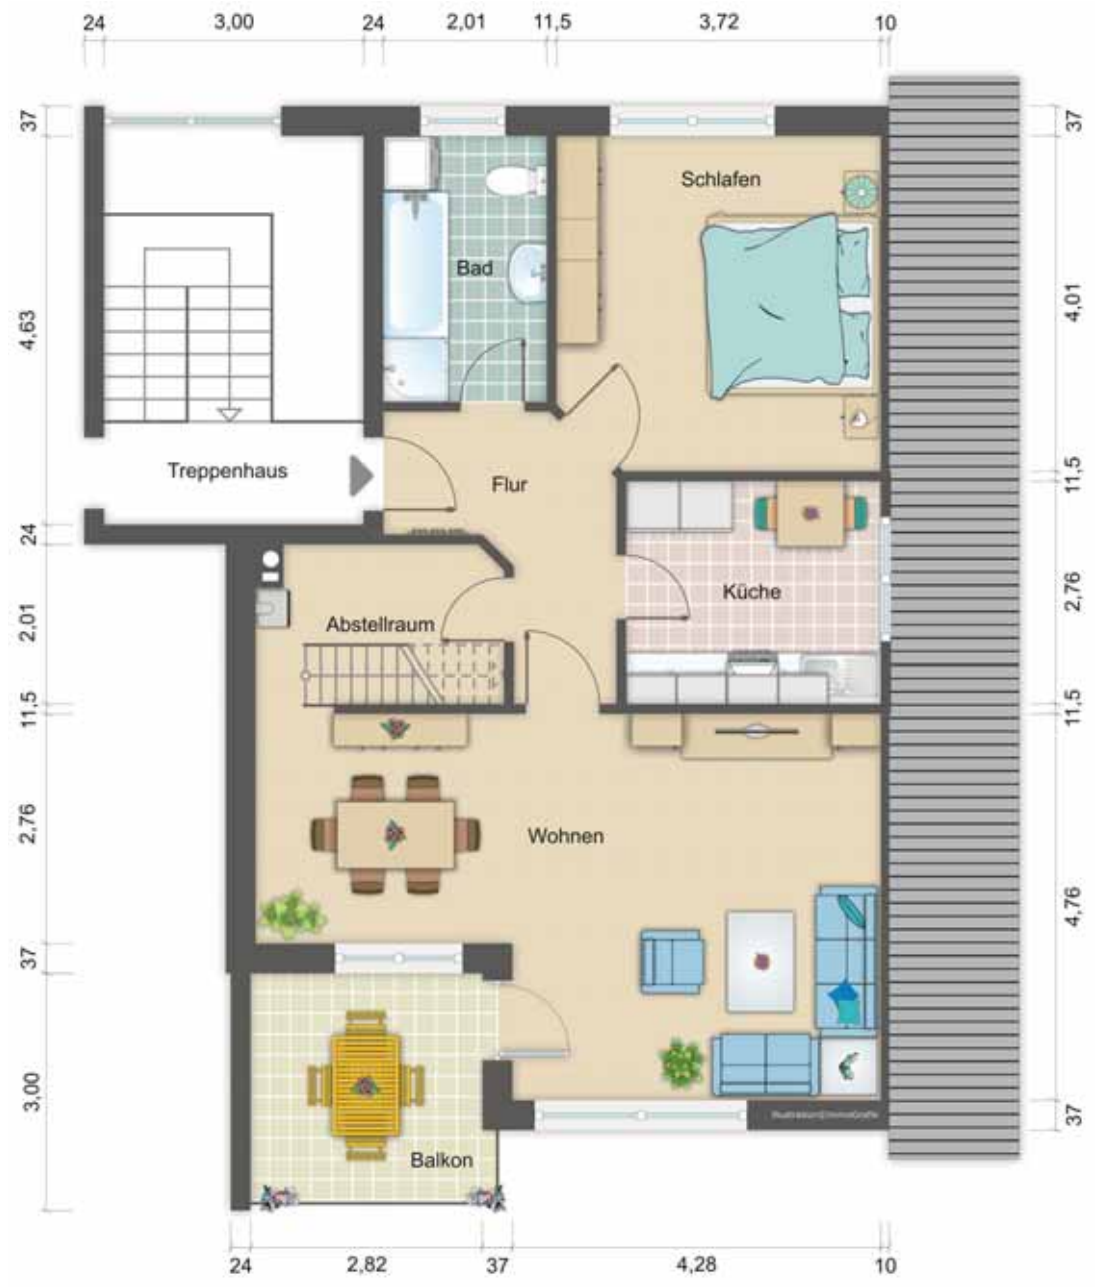 24 3,00 24 2,01 11,5 3,72 10
37
37
Schlafen
Bad
4,63
4,01
Treppenhaus
Flur
11,5
24
Küche
2,76
2,01
Abstellraum
11,5
11,5
2,76
Wohnen
4,76
37
3,00
37
Balkon
24 2,82 37 4,28 10